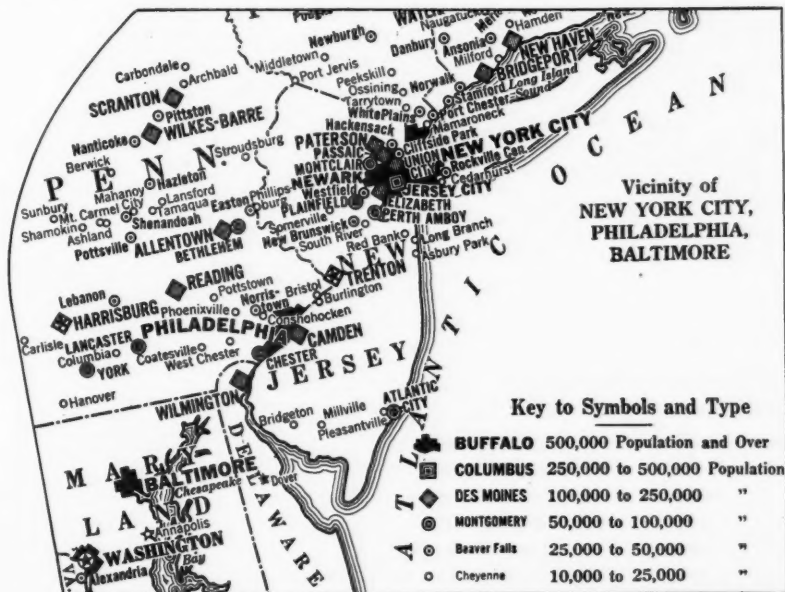 Newburgh
Danbury
Naugatuck
Ansonia
Hamden
Milford
NEW HAVEN
BRIDGEPORT
Carbondale
Archbald
Middletown
Port Jervis
Peekskill
Ossining
Tarrytown
Norwalk
Stamford
Long Island
Sound
Port Chester
White Plains
Mamaroneck
SCRANTON
Pittston
WILKES-BARRE
Nanticoke
Berwick
Stroudsburg
Hackensack
PATERSON
Cliffside Park
PASSAIC
UNION
CITY
NEW YORK CITY
MONTCLAIR
Rockville Cen.
Cedarhurst
NEWARK
JERSEY CITY
Westfield
ELIZABETH
PLAINFIELD
PERTH AMBOY
PENN.
Hazleton
Mahanoy
City
Lansford
Tamaqua
Sunbury
Mt. Carmel
Shamokin
Ashland
Shenandoah
Pottsville
Easton
Phillips-
burg
Somerville
New Brunswick
South River
ALLENTOWN
BETHLEHEM
Red Bank
Long Branch
Asbury Park
NEW
TRENTON
READING
Pottstown
Bristol
Burlington
Norris-
town
Lebanon
HARRISBURG
Phoenixville
Conshohocken
PHILADELPHIA
CAMDEN
Carlisle
LANCASTER
Columbia
Coatesville
West Chester
CHESTER
YORK
JERSEY
Hanover
WILMINGTON
Bridgeton
Millville
Pleasantville
ATLANTIC
CITY
MARY-
LAND
BALTIMORE
Chesapeake
Bay
DELAWARE
Dover
Annapolis
WASHINGTON
Alexandria
VA.
ATLANTIC
OCEAN
Vicinity of
NEW YORK CITY,
PHILADELPHIA,
BALTIMORE
Key to Symbols and Type
BUFFALO 500,000 Population and Over
COLUMBUS 250,000 to 500,000 Population
DES MOINES 100,000 to 250,000 "
MONTGOMERY 50,000 to 100,000 "
Beaver Falls 25,000 to 50,000 "
Cheyenne 10,000 to 25,000 "